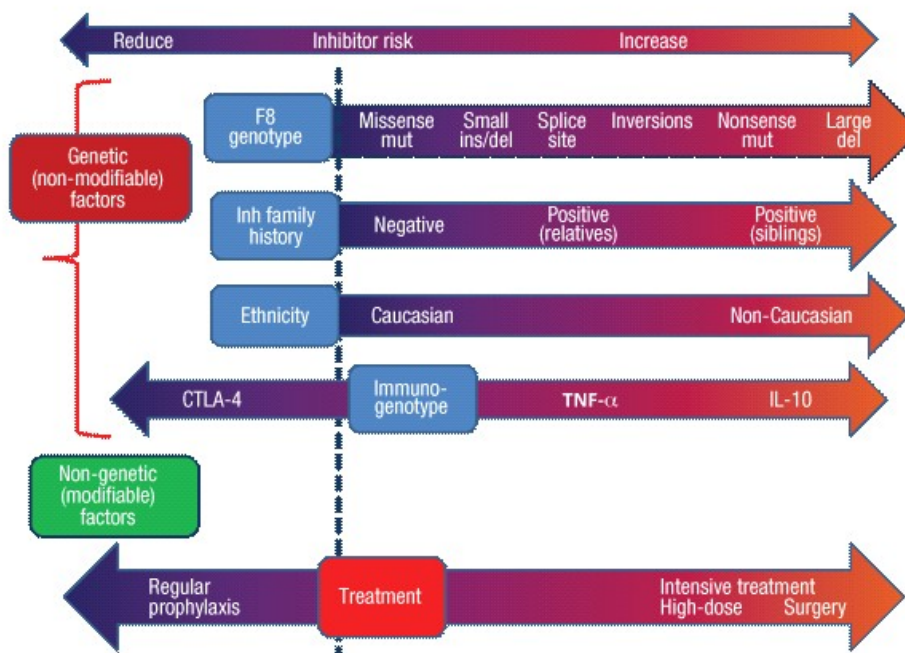 Reduce Inhibitor risk Increase
F8
genotype
Missense
mut
Small
ins/del
Splice
site
Inversions
Nonsense
mut
Large
del
Genetic
(non-modifiable)
factors
Inh family
history
Negative
Positive
(relatives)
Positive
(siblings)
Ethnicity
Caucasian
Non-Caucasian
CTLA-4
Immuno-
genotype
TNF-α
IL-10
Non-genetic
(modifiable)
factors
Regular
prophylaxis
Treatment
Intensive treatment
High-dose Surgery